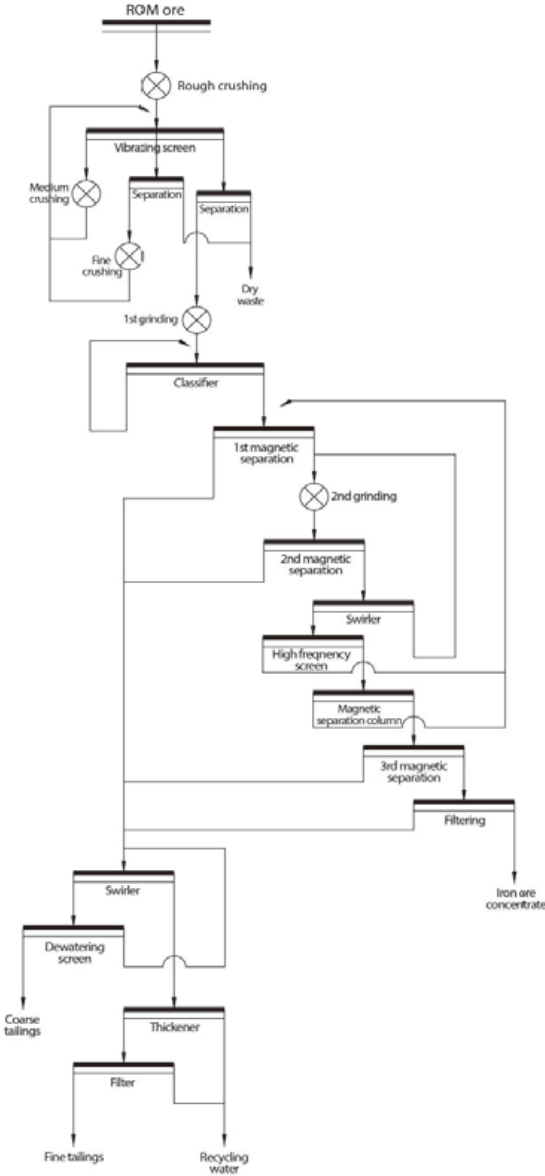 ROM ore
Rough crushing
Vibrating screen
Medium
crushing
Separation
Separation
Fine
crushing
Dry
waste
1st grinding
Classifier
1st magnetic
separation
2nd grinding
2nd magnetic
separation
Swirler
High freqnency
screen
Magnetic
separation column
3rd magnetic
separation
Filtering
Iron ore
concentrate
Swirler
Dewatering
screen
Coarse
tailings
Thickener
Filter
Fine tailings
Recycling
water